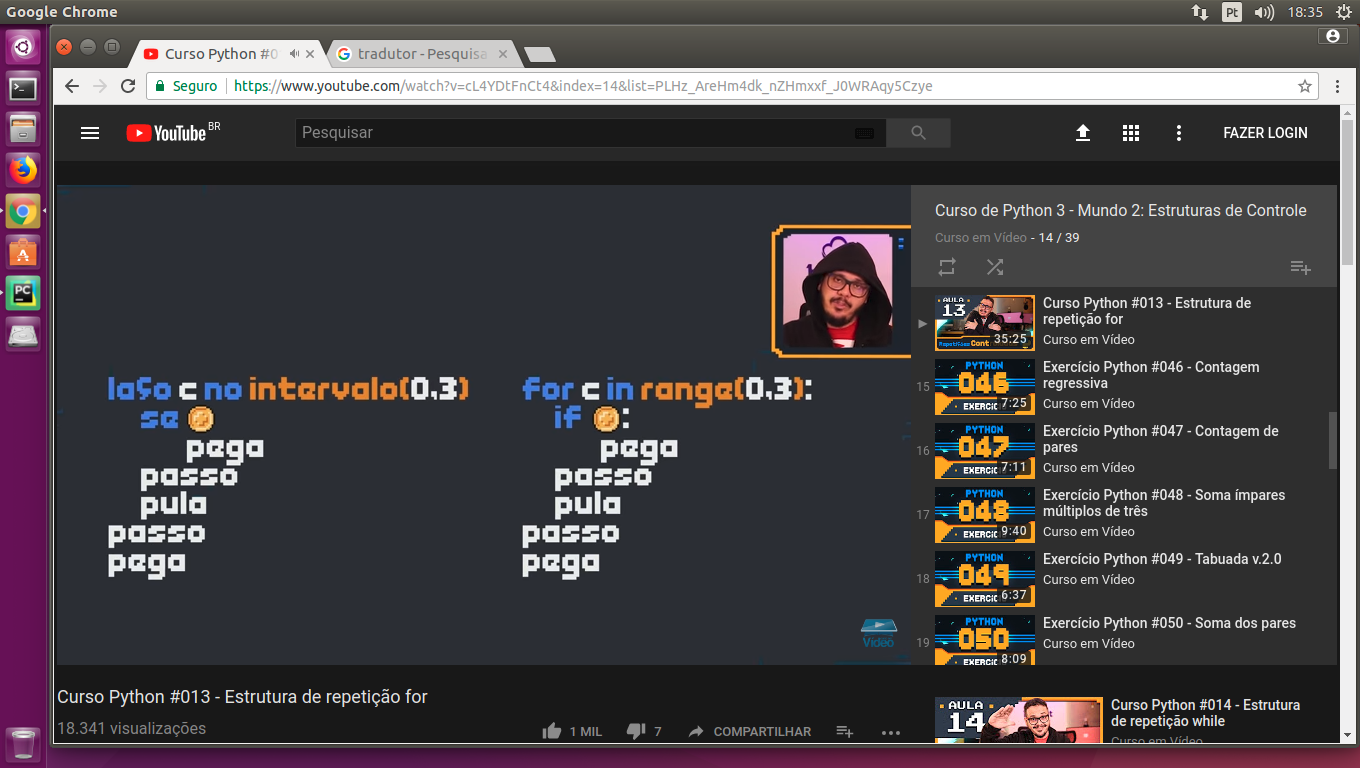 Google Chrome
Pt
18:35
Curso Python #0
tradutor - Pesquisa
Seguro
https://www.youtube.com/watch?v=cL4YDtFnCt4&index=14&list=PLHz_AreHm4dk_nZHmxxf_J0WRAqy5Czye
YouTube BR
Pesquisar
FAZER LOGIN
laço c no intervalo(0,3)
se
pega
passo
pula
passo
pega
for c in range(0,3):
if :
pega
passo
pula
passo
pega
Vídeo
Curso de Python 3 - Mundo 2: Estruturas de Controle
Curso em Vídeo - 14 / 39
AULA
13
35:25
Curso Python #013 - Estrutura de
repetição for
Curso em Vídeo
15
PYTHON
046
EXERCÍC
7:25
Exercício Python #046 - Contagem
regressiva
Curso em Vídeo
16
PYTHON
047
EXERCÍC
7:11
Exercício Python #047 - Contagem de
pares
Curso em Vídeo
17
PYTHON
048
EXERCÍC
9:40
Exercício Python #048 - Soma ímpares
múltiplos de três
Curso em Vídeo
18
PYTHON
049
EXERCÍC
6:37
Exercício Python #049 - Tabuada v.2.0
Curso em Vídeo
19
PYTHON
050
EXERCÍC
8:09
Exercício Python #050 - Soma dos pares
Curso em Vídeo
Curso Python #013 - Estrutura de repetição for
18.341 visualizações
1 MIL
7
COMPARTILHAR
AULA
14
Curso Python #014 - Estrutura
de repetição while
Curso em Vídeo
PC